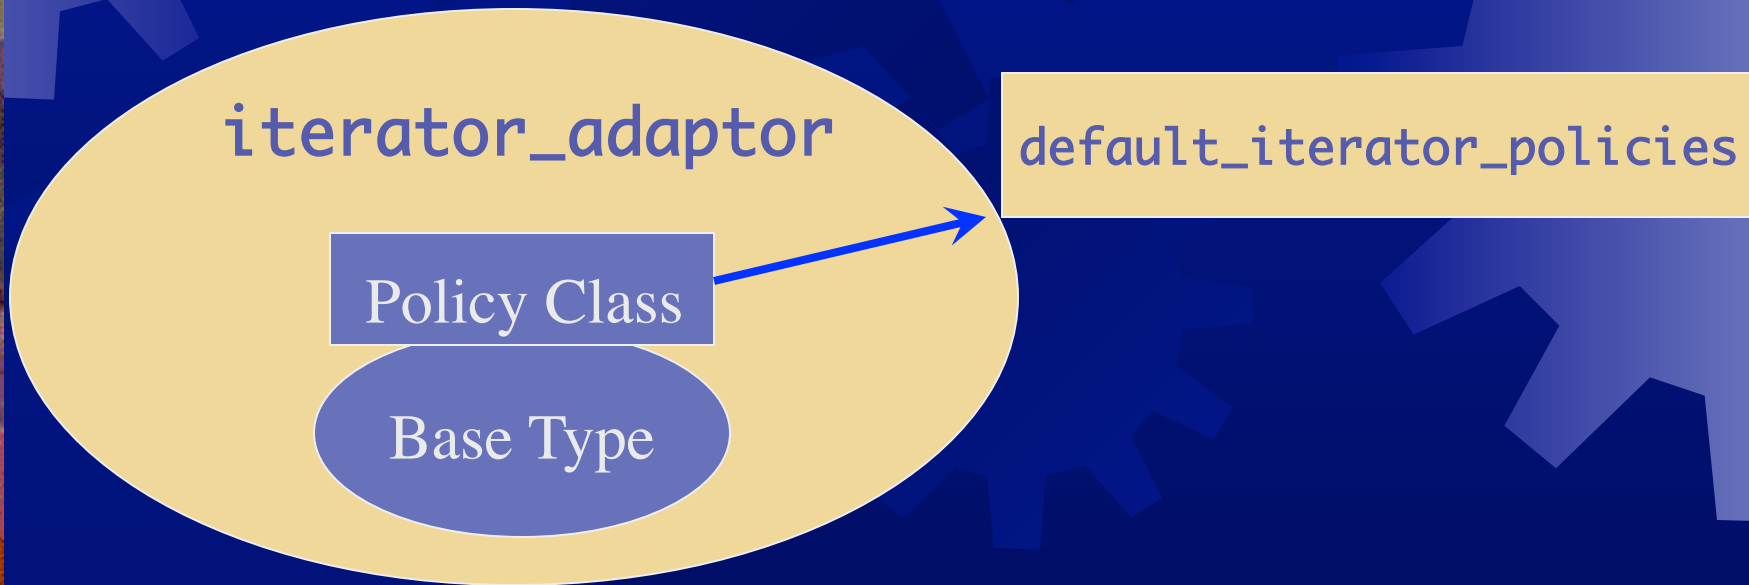 iterator_adaptor
default_iterator_policies
Policy Class
Base Type